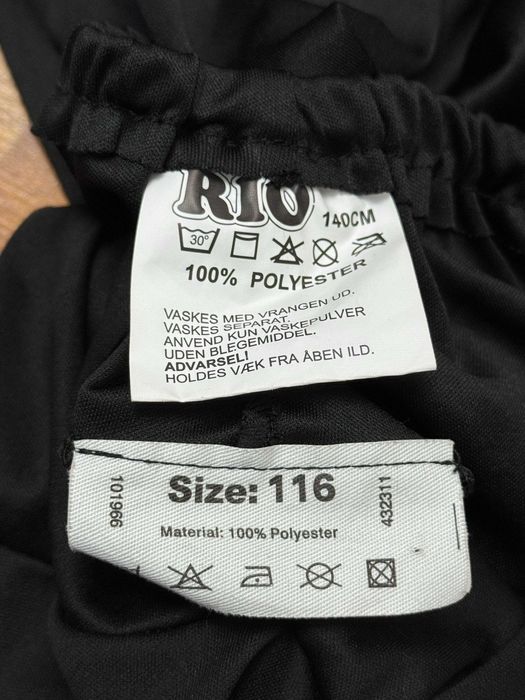 RIO
140CM
30°
100% POLYESTER
VASKES MED VRANGEN UD.
VASKES SEPARAT.
ANVEND KUN VASKEPULVER
UDEN BLEGEMIDDEL.
ADVARSEL!
HOLDES VÆK FRA ÅBEN ILD.
101966
Size: 116
432311
Material: 100% Polyester